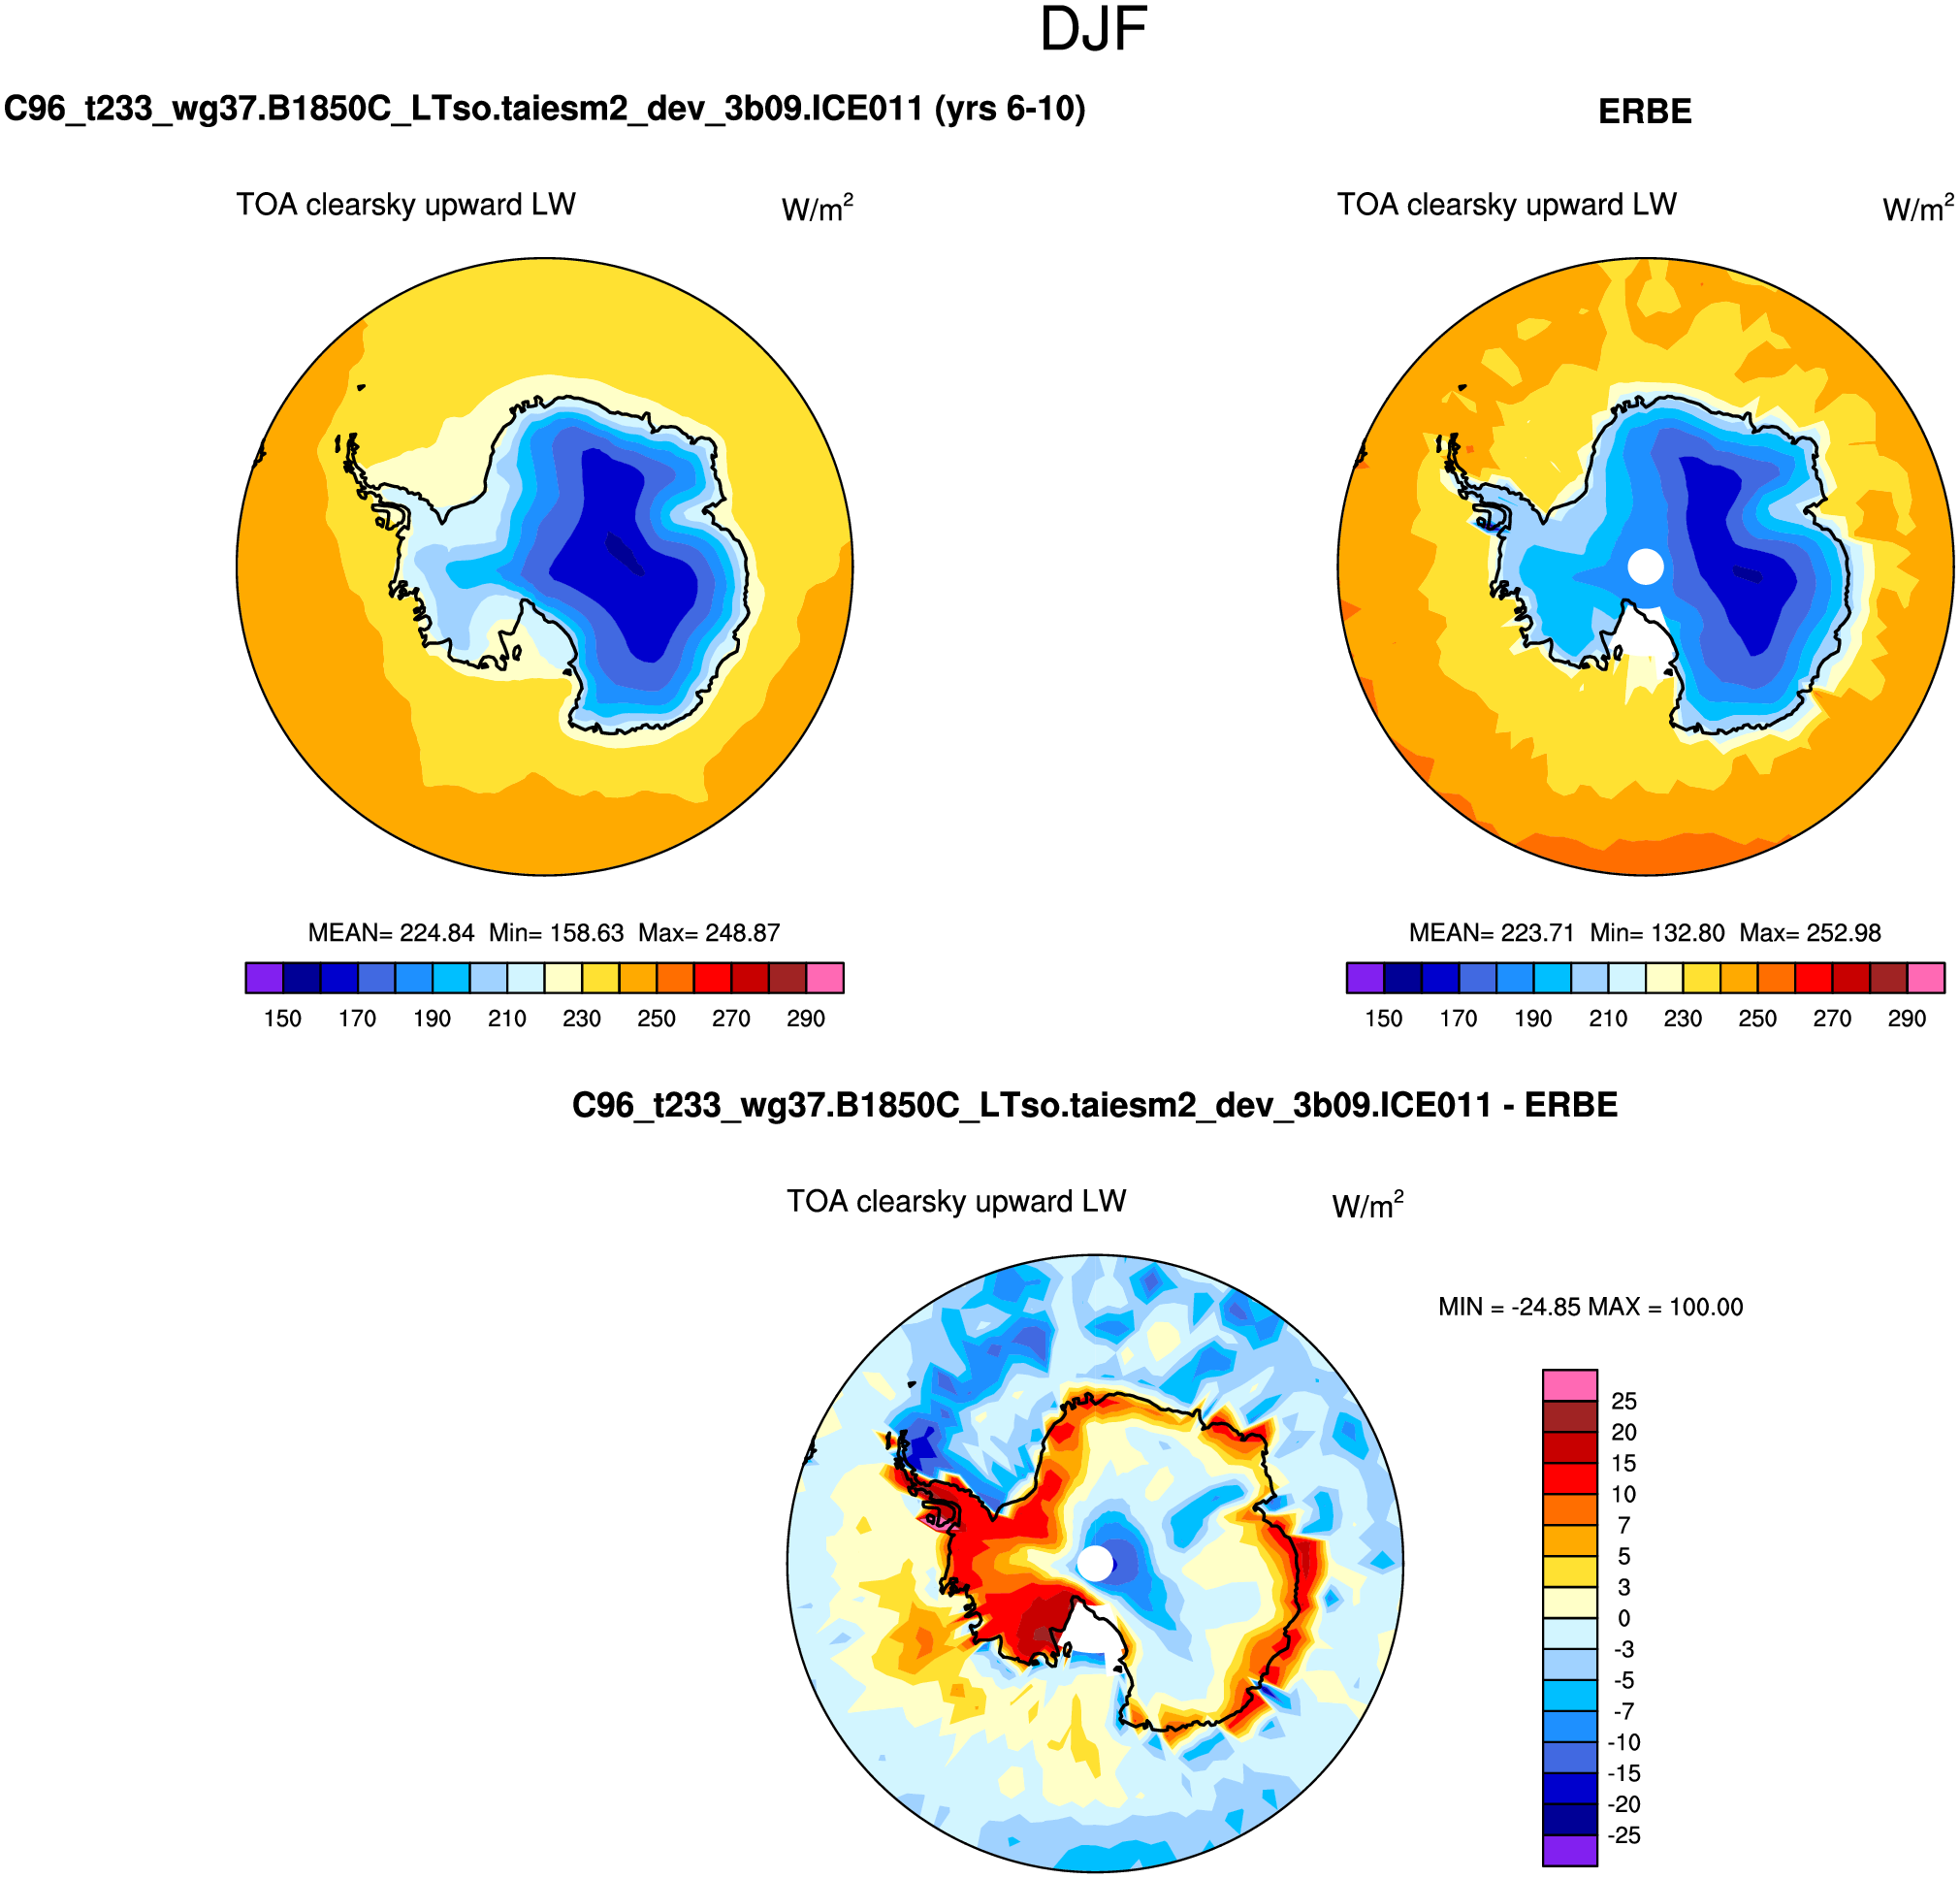 DJF
C96_t233_wg37.B1850C_LTso.taiesm2_dev_3b09.ICE011 (yrs 6-10)
ERBE
TOA clearsky upward LW W/m²
TOA clearsky upward LW W/m²
MEAN= 224.84 Min= 158.63 Max= 248.87
MEAN= 223.71 Min= 132.80 Max= 252.98
150 170 190 210 230 250 270 290
150 170 190 210 230 250 270 290
C96_t233_wg37.B1850C_LTso.taiesm2_dev_3b09.ICE011 - ERBE
TOA clearsky upward LW W/m²
MIN = -24.85 MAX = 100.00
25
20
15
10
7
5
3
0
-3
-5
-7
-10
-15
-20
-25